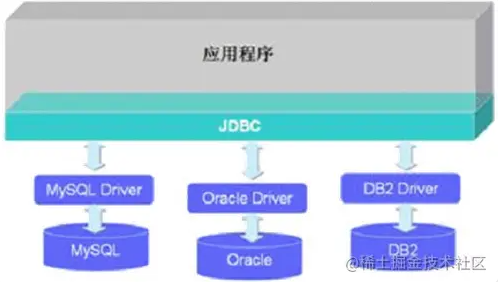 应用程序
JDBC
MySQL Driver
Oracle Driver
DB2 Driver
MySQL
Oracle
DB2
@稀土掘金技术社区